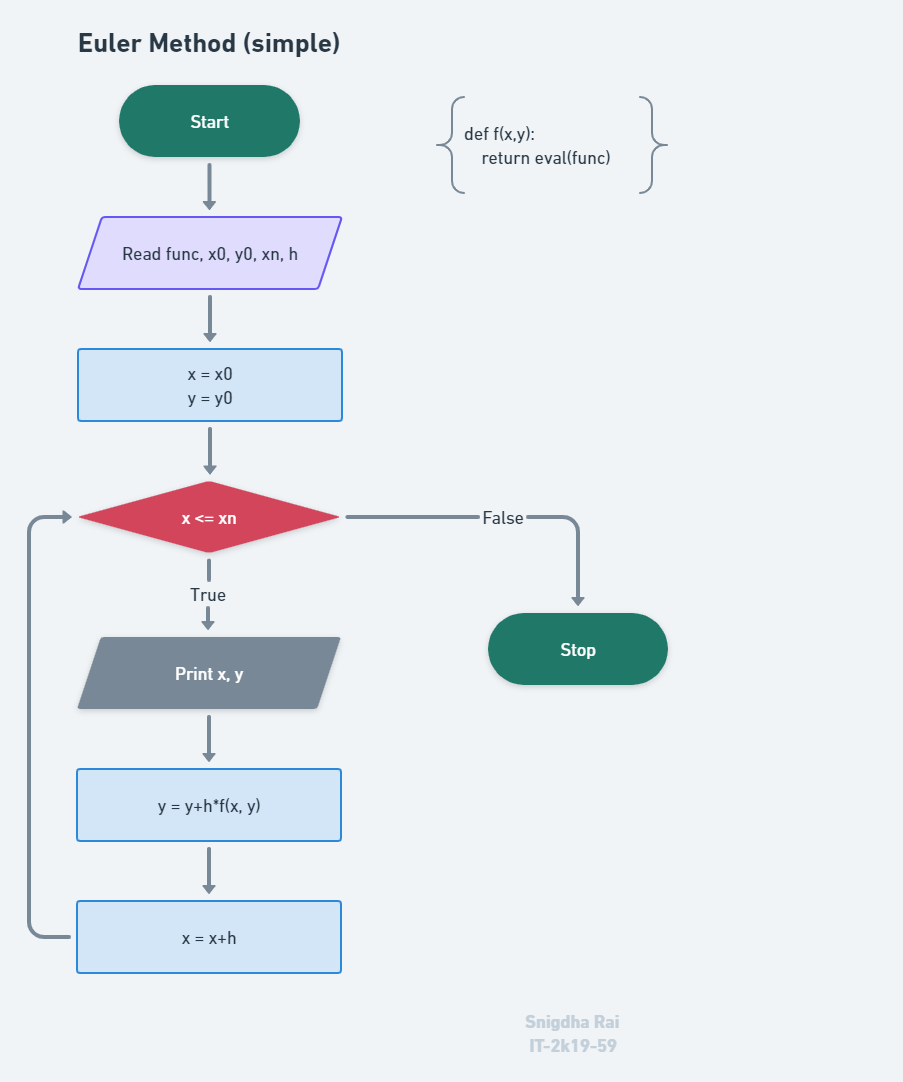 Euler Method (simple)
Start
def f(x,y):
return eval(func)
Read func, x0, y0, xn, h
x = x0
y = y0
x <= xn
False
True
Stop
Print x, y
y = y+h*f(x, y)
x = x+h
Snigdha Rai
IT-2k19-59